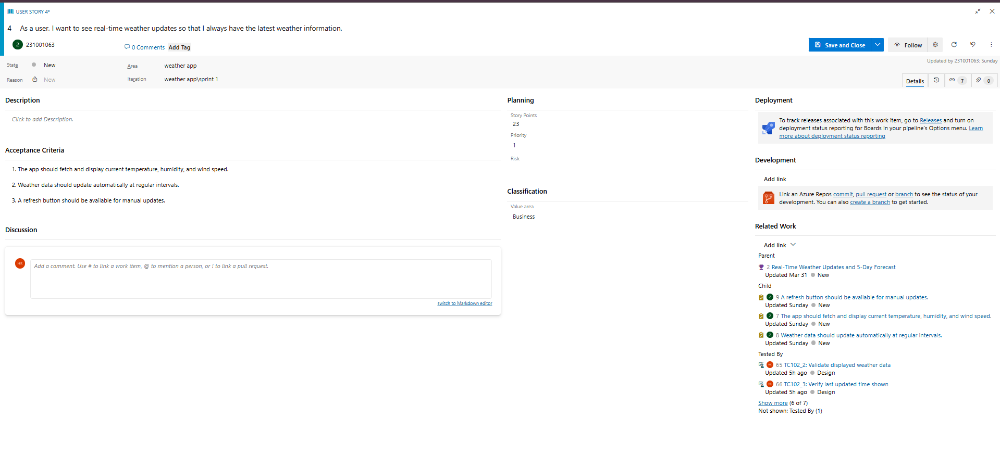 USER STORY 4*
4 As a user, I want to see real-time weather updates so that I always have the latest weather information.
2 231001063
0 Comments Add Tag
Save and Close
Follow
State New
Area weather app
Updated by 231001063: Sunday
Reason New
Iteration weather app\sprint 1
Details
7
0
Description
Click to add Description.
Acceptance Criteria
1. The app should fetch and display current temperature, humidity, and wind speed.
2. Weather data should update automatically at regular intervals.
3. A refresh button should be available for manual updates.
Discussion
HK
Add a comment. Use # to link a work item, @ to mention a person, or ! to link a pull request.
switch to Markdown editor
Planning
Story Points
23
Priority
1
Risk
Classification
Value area
Business
Deployment
To track releases associated with this work item, go to Releases and turn on
deployment status reporting for Boards in your pipeline's Options menu. Learn
more about deployment status reporting
Development
Add link
Link an Azure Repos commit, pull request or branch to see the status of your
development. You can also create a branch to get started.
Related Work
Add link
Parent
2 Real-Time Weather Updates and 5-Day Forecast
Updated Mar 31 New
Child
2 9 A refresh button should be available for manual updates.
Updated Sunday New
2 7 The app should fetch and display current temperature, humidity, and wind speed.
Updated Sunday New
2 8 Weather data should update automatically at regular intervals.
Updated Sunday New
Tested By
HK 65 TC102_2: Validate displayed weather data
Updated 5h ago Design
HK 66 TC102_3: Verify last updated time shown
Updated 5h ago Design
Show more (6 of 7)
Not shown: Tested By (1)